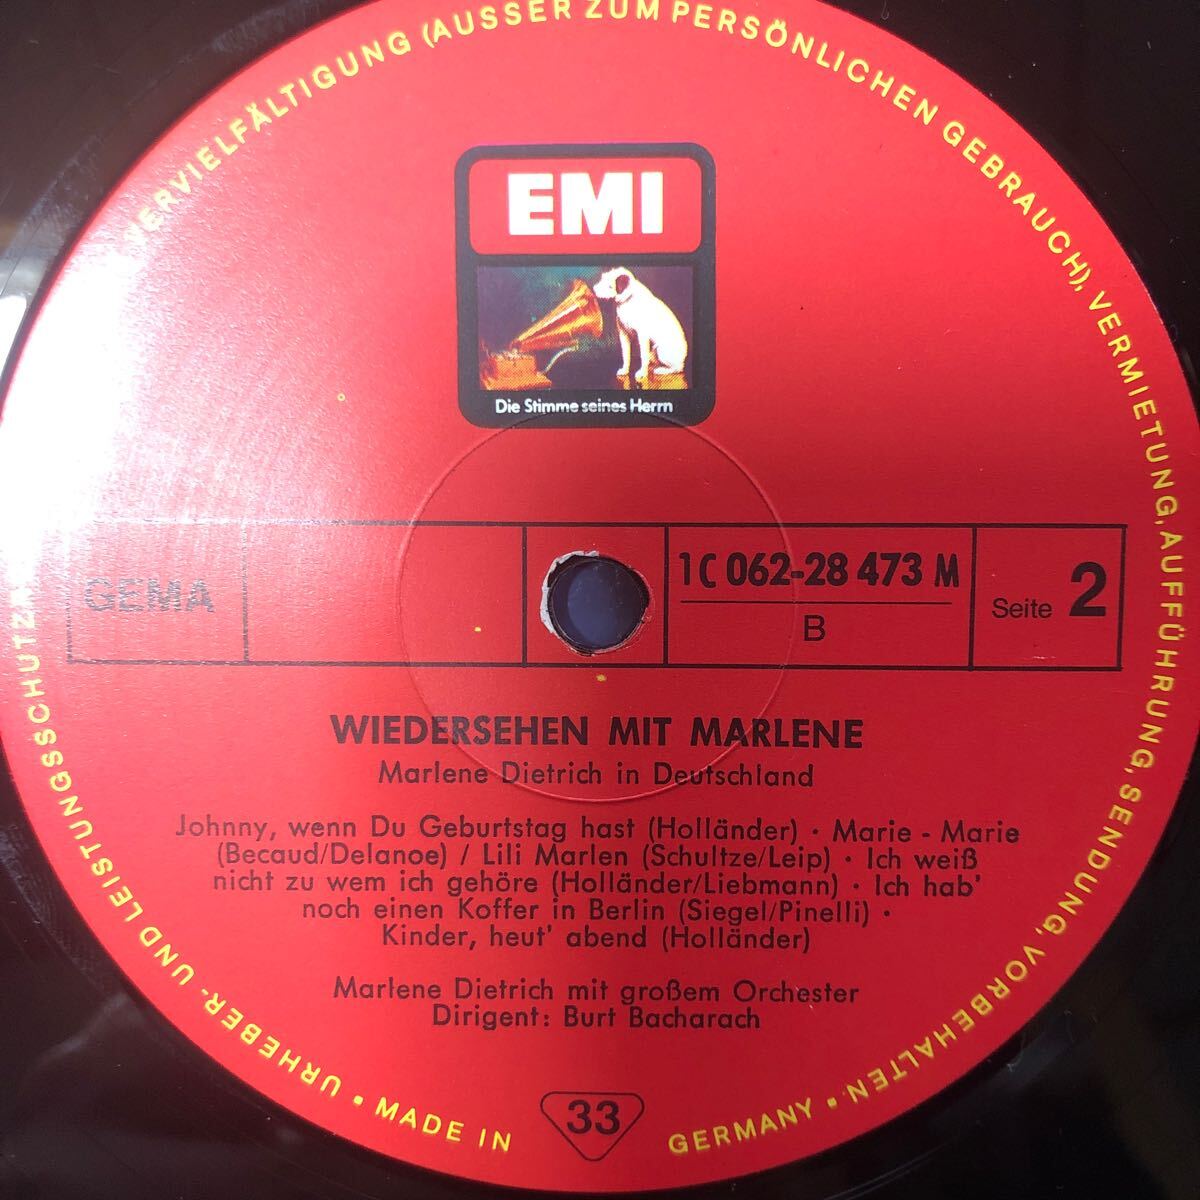 EMI
Die Stimme seines Herrn
GEMA
1C 062-28 473 M
B
Seite 2
WIEDERSEHEN MIT MARLENE
Marlene Dietrich in Deutschland
Johnny, wenn Du Geburtstag hast (Holländer) · Marie - Marie
(Becaud/Delanoe) / Lili Marlen (Schultze/Leip) · Ich weiß
nicht zu wem ich gehöre (Holländer/Liebmann) · Ich hab'
noch einen Koffer in Berlin (Siegel/Pinelli) ·
Kinder, heut' abend (Holländer)
Marlene Dietrich mit großem Orchester
Dirigent: Burt Bacharach
33
URHEBER- UND LEISTUNGSSCHUTZ VERVIELFÄLTIGUNG (AUSSER ZUM PERSÖNLICHEN GEBRAUCH), VERMIETUNG, AUFFÜHRUNG, SENDUNG, VORBEHALTEN. •
MADE IN GERMANY •